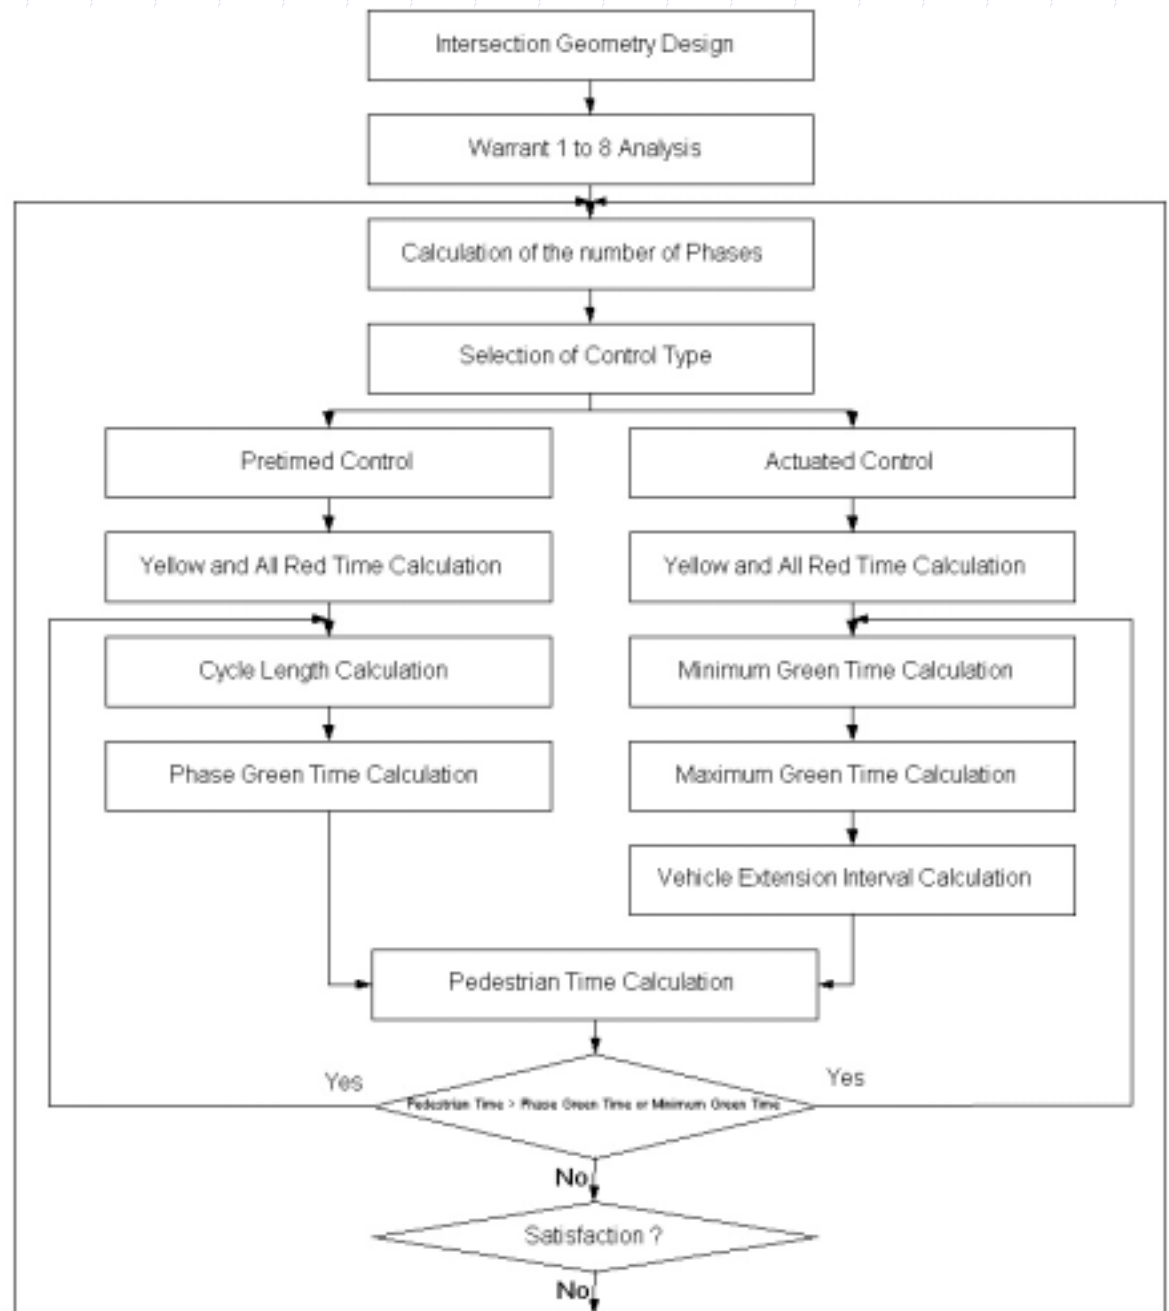 Intersection Geometry Design
Warrant 1 to 8 Analysis
Calculation of the number of Phases
Selection of Control Type
Pretimed Control
Actuated Control
Yellow and All Red Time Calculation
Yellow and All Red Time Calculation
Cycle Length Calculation
Minimum Green Time Calculation
Phase Green Time Calculation
Maximum Green Time Calculation
Vehicle Extension Interval Calculation
Pedestrian Time Calculation
Yes
Yes
Pedestrian Time > Phase Green Time or Minimum Green Time
No
Satisfaction ?
No